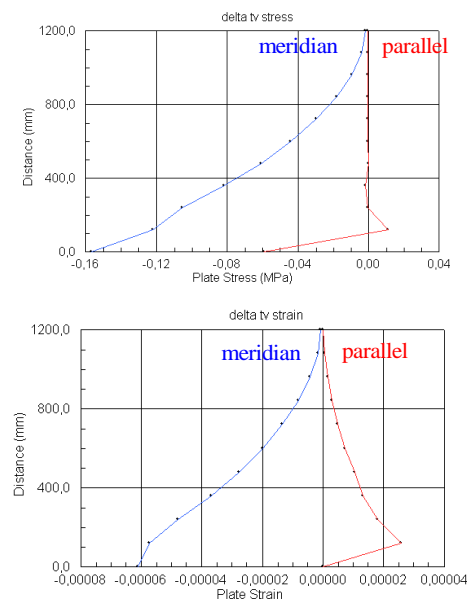 delta tv stress
1200,0
meridian parallel
800,0
Distance (mm)
400,0
0,0
-0,16 -0,12 -0,08 -0,04 0,00 0,04
Plate Stress (MPa)
delta tv strain
1200,0
meridian parallel
800,0
Distance (mm)
400,0
0,0
-0,00008 -0,00006 -0,00004 -0,00002 0,00000 0,00002 0,00004
Plate Strain